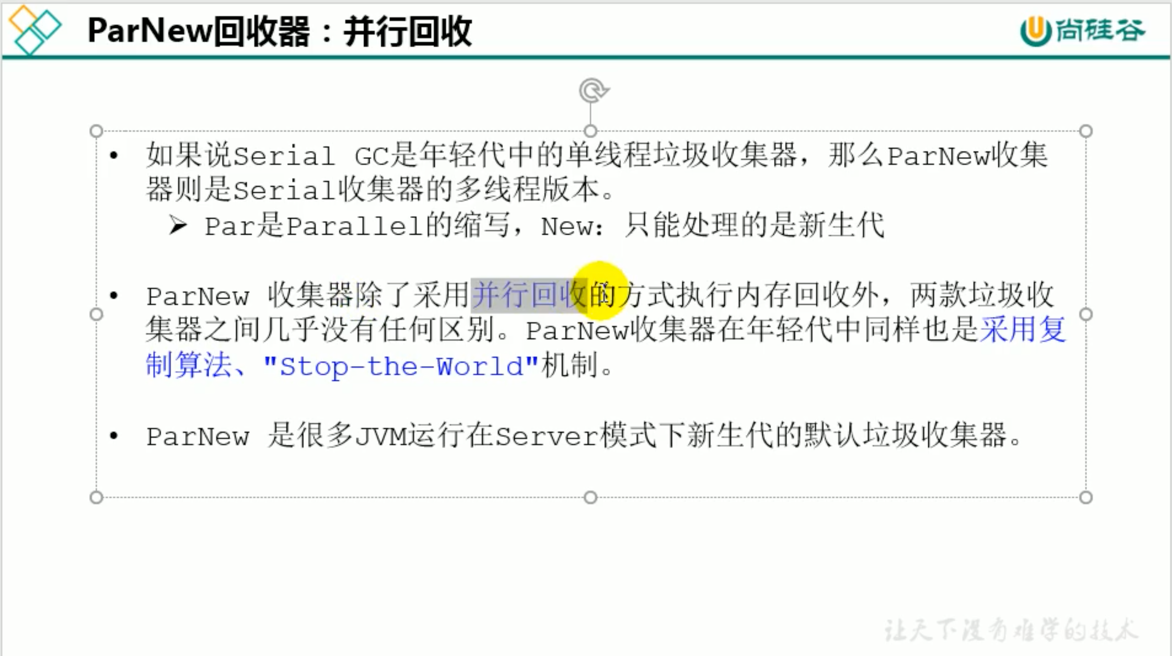 ParNew回收器：并行回收
尚硅谷
• 如果说Serial GC是年轻代中的单线程垃圾收集器，那么ParNew收集
器则是Serial收集器的多线程版本。
➢ Par是Parallel的缩写，New：只能处理的是新生代
• ParNew 收集器除了采用并行回收的方式执行内存回收外，两款垃圾收
集器之间几乎没有任何区别。ParNew收集器在年轻代中同样也是采用复
制算法、"Stop-the-World"机制。
• ParNew 是很多JVM运行在Server模式下新生代的默认垃圾收集器。
让天下没有难学的技术